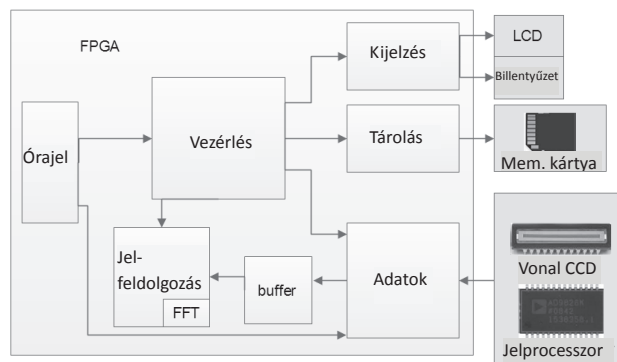 FPGA
Kijelzés
LCD
Billentyűzet
Órajel
Vezérlés
Tárolás
Mem. kártya
Jel-
feldolgozás
FFT
buffer
Adatok
Vonal CCD
Jelprocesszor